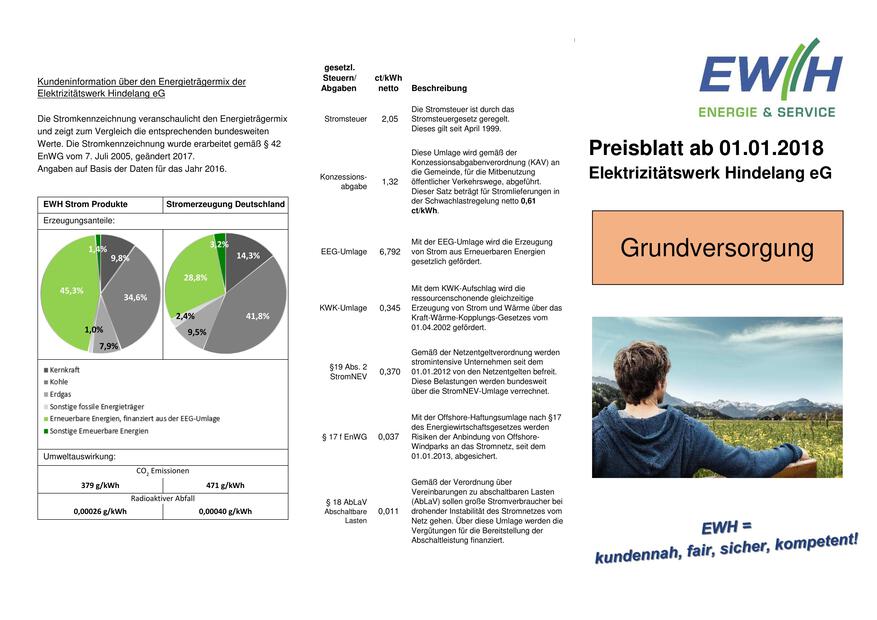 Kundeninformation über den Energieträgermix der
Elektrizitätswerk Hindelang eG
Die Stromkennzeichnung veranschaulicht den Energieträgermix
und zeigt zum Vergleich die entsprechenden bundesweiten
Werte. Die Stromkennzeichnung wurde erarbeitet gemäß § 42
EnWG vom 7. Juli 2005, geändert 2017.
Angaben auf Basis der Daten für das Jahr 2016.
EWH Strom Produkte
Stromerzeugung Deutschland
Erzeugungsanteile:
1,4%
9,8%
34,6%
7,9%
1,0%
45,3%
3,2%
14,3%
41,8%
9,5%
2,4%
28,8%
Kernkraft
Kohle
Erdgas
Sonstige fossile Energieträger
Erneuerbare Energien, finanziert aus der EEG-Umlage
Sonstige Erneuerbare Energien
Umweltauswirkung:
CO2 Emissionen
379 g/kWh
471 g/kWh
Radioaktiver Abfall
0,00026 g/kWh
0,00040 g/kWh
gesetzl.
Steuern/
Abgaben
ct/kWh
netto
Beschreibung
Stromsteuer
2,05
Die Stromsteuer ist durch das
Stromsteuergesetz geregelt.
Dieses gilt seit April 1999.
Konzessions-
abgabe
1,32
Diese Umlage wird gemäß der
Konzessionsabgabenverordnung (KAV) an
die Gemeinde, für die Mitbenutzung
öffentlicher Verkehrswege, abgeführt.
Dieser Satz beträgt für Stromlieferungen in
der Schwachlastregelung netto 0,61
ct/kWh.
EEG-Umlage
6,792
Mit der EEG-Umlage wird die Erzeugung
von Strom aus Erneuerbaren Energien
gesetzlich gefördert.
KWK-Umlage
0,345
Mit dem KWK-Aufschlag wird die
ressourcenschonende gleichzeitige
Erzeugung von Strom und Wärme über das
Kraft-Wärme-Kopplungs-Gesetzes vom
01.04.2002 gefördert.
§19 Abs. 2
StromNEV
0,370
Gemäß der Netzentgeltverordnung werden
stromintensive Unternehmen seit dem
01.01.2012 von den Netzentgelten befreit.
Diese Belastungen werden bundesweit
über die StromNEV-Umlage verrechnet.
§ 17 f EnWG
0,037
Mit der Offshore-Haftungsumlage nach §17
des Energiewirtschaftsgesetzes werden
Risiken der Anbindung von Offshore-
Windparks an das Stromnetz, seit dem
01.01.2013, abgesichert.
§ 18 AbLaV
Abschaltbare
Lasten
0,011
Gemäß der Verordnung über
Vereinbarungen zu abschaltbaren Lasten
(AbLaV) sollen große Stromverbraucher bei
drohender Instabilität des Stromnetzes vom
Netz gehen. Über diese Umlage werden die
Vergütungen für die Bereitstellung der
Abschaltleistung finanziert.
EWH
ENERGIE & SERVICE
Preisblatt ab 01.01.2018
Elektrizitätswerk Hindelang eG
Grundversorgung
EWH =
kundennah, fair, sicher, kompetent!